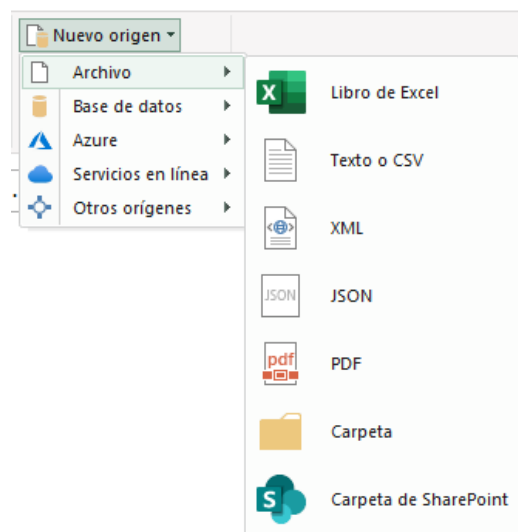 Nuevo origen
Archivo
Base de datos
Azure
Servicios en línea
Otros orígenes
Libro de Excel
Texto o CSV
XML
JSON
JSON
pdf
PDF
Carpeta
S
Carpeta de SharePoint